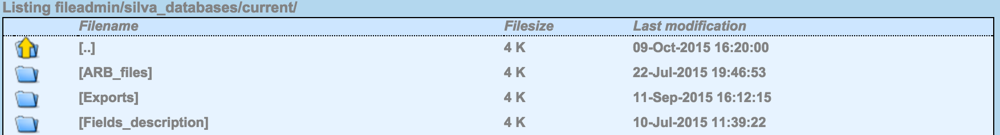 Listing fileadmin/silva_databases/current/
Filename Filesize Last modification
[..] 4 K 09-Oct-2015 16:20:00
[ARB_files] 4 K 22-Jul-2015 19:46:53
[Exports] 4 K 11-Sep-2015 16:12:15
[Fields_description] 4 K 10-Jul-2015 11:39:22